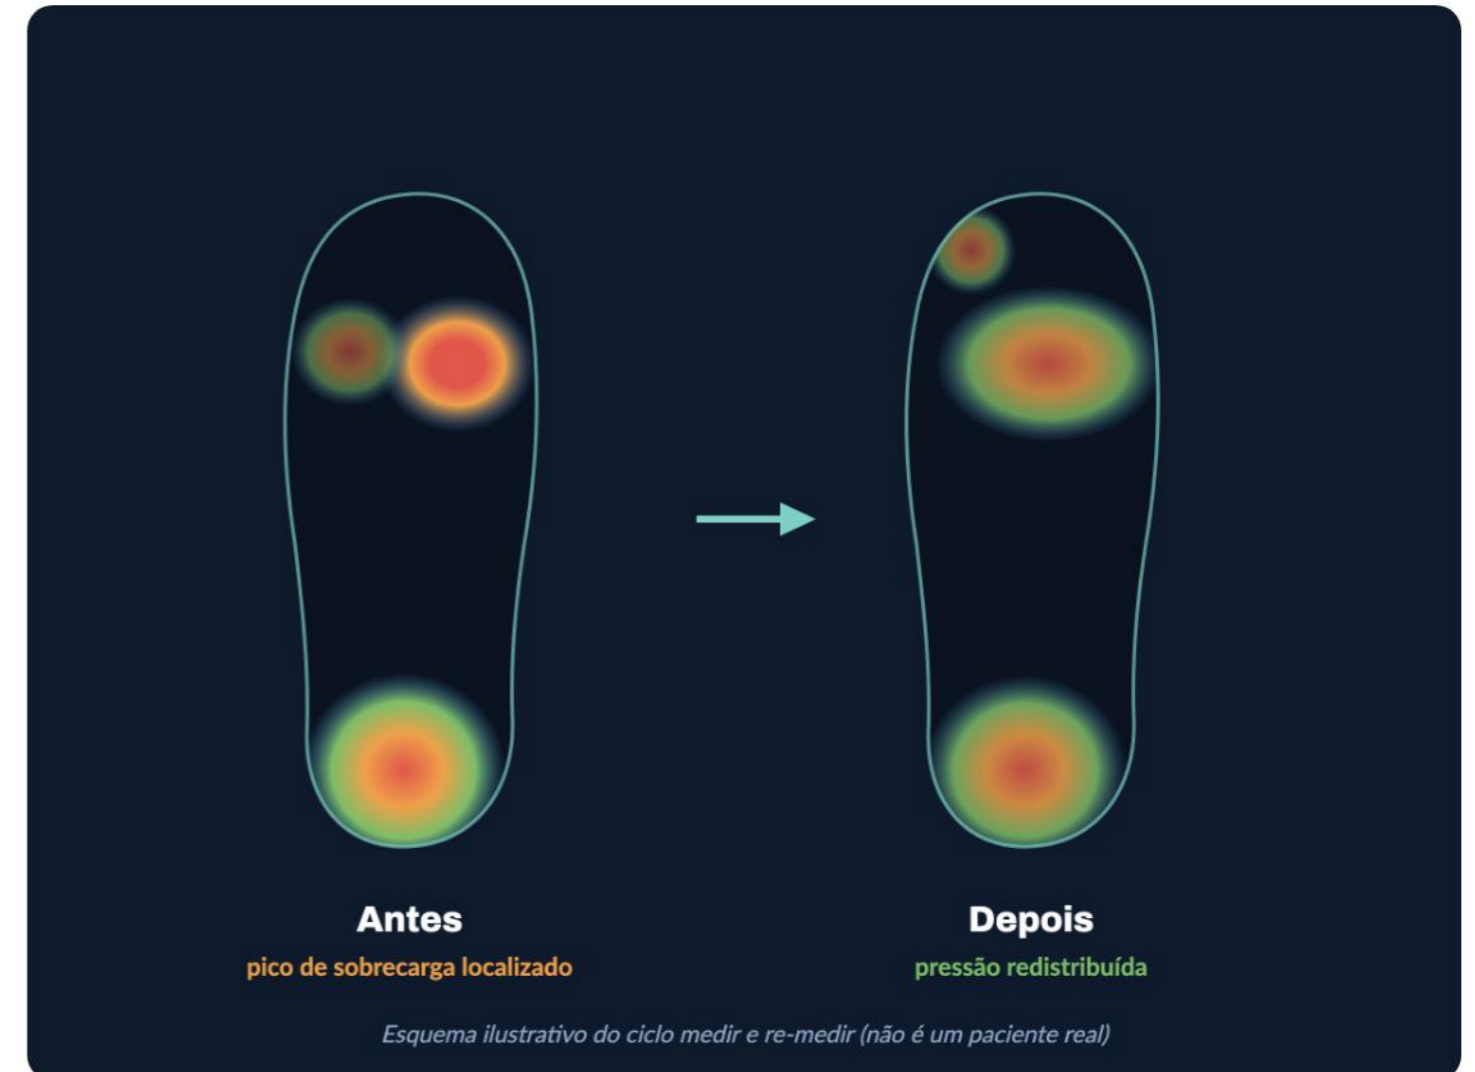 Antes
pico de sobrecarga localizado
Depois
pressão redistribuída
Esquema ilustrativo do ciclo medir e re-medir (não é um paciente real)